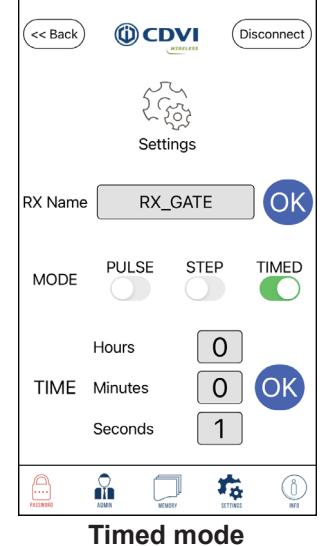 << Back
CDVI
WIRELESS
Disconnect
Settings
RX Name RX_GATE OK
PULSE STEP TIMED
MODE
Hours 0
TIME Minutes 0 OK
Seconds 1
PASSWORD ADMIN MEMORY SETTINGS INFO
Timed mode